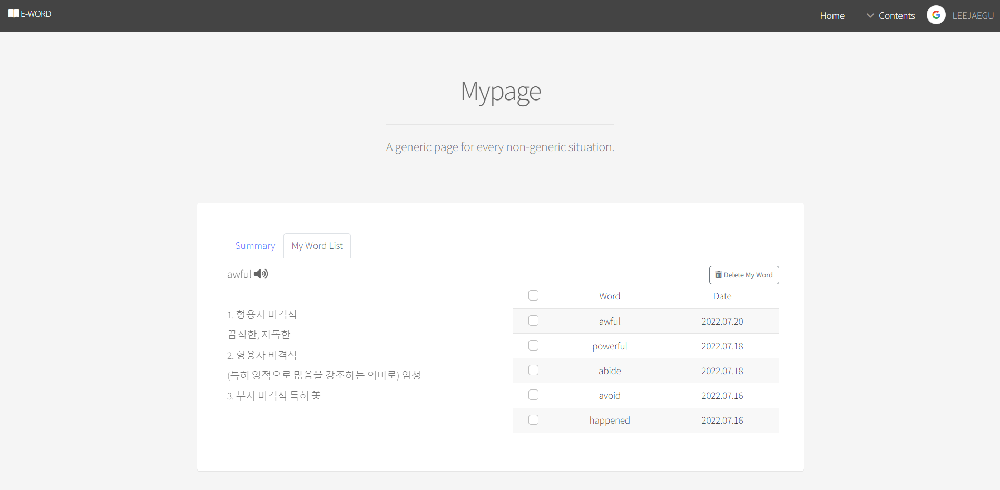 E-WORD
Home Contents LEEJAEGU
Mypage
A generic page for every non-generic situation.
Summary My Word List
awful
1. 형용사 비격식
끔직한, 지독한
2. 형용사 비격식
(특히 양적으로 많음을 강조하는 의미로) 엄청
3. 부사 비격식 특히 美
Delete My Word
Word Date
awful 2022.07.20
powerful 2022.07.18
abide 2022.07.18
avoid 2022.07.16
happened 2022.07.16